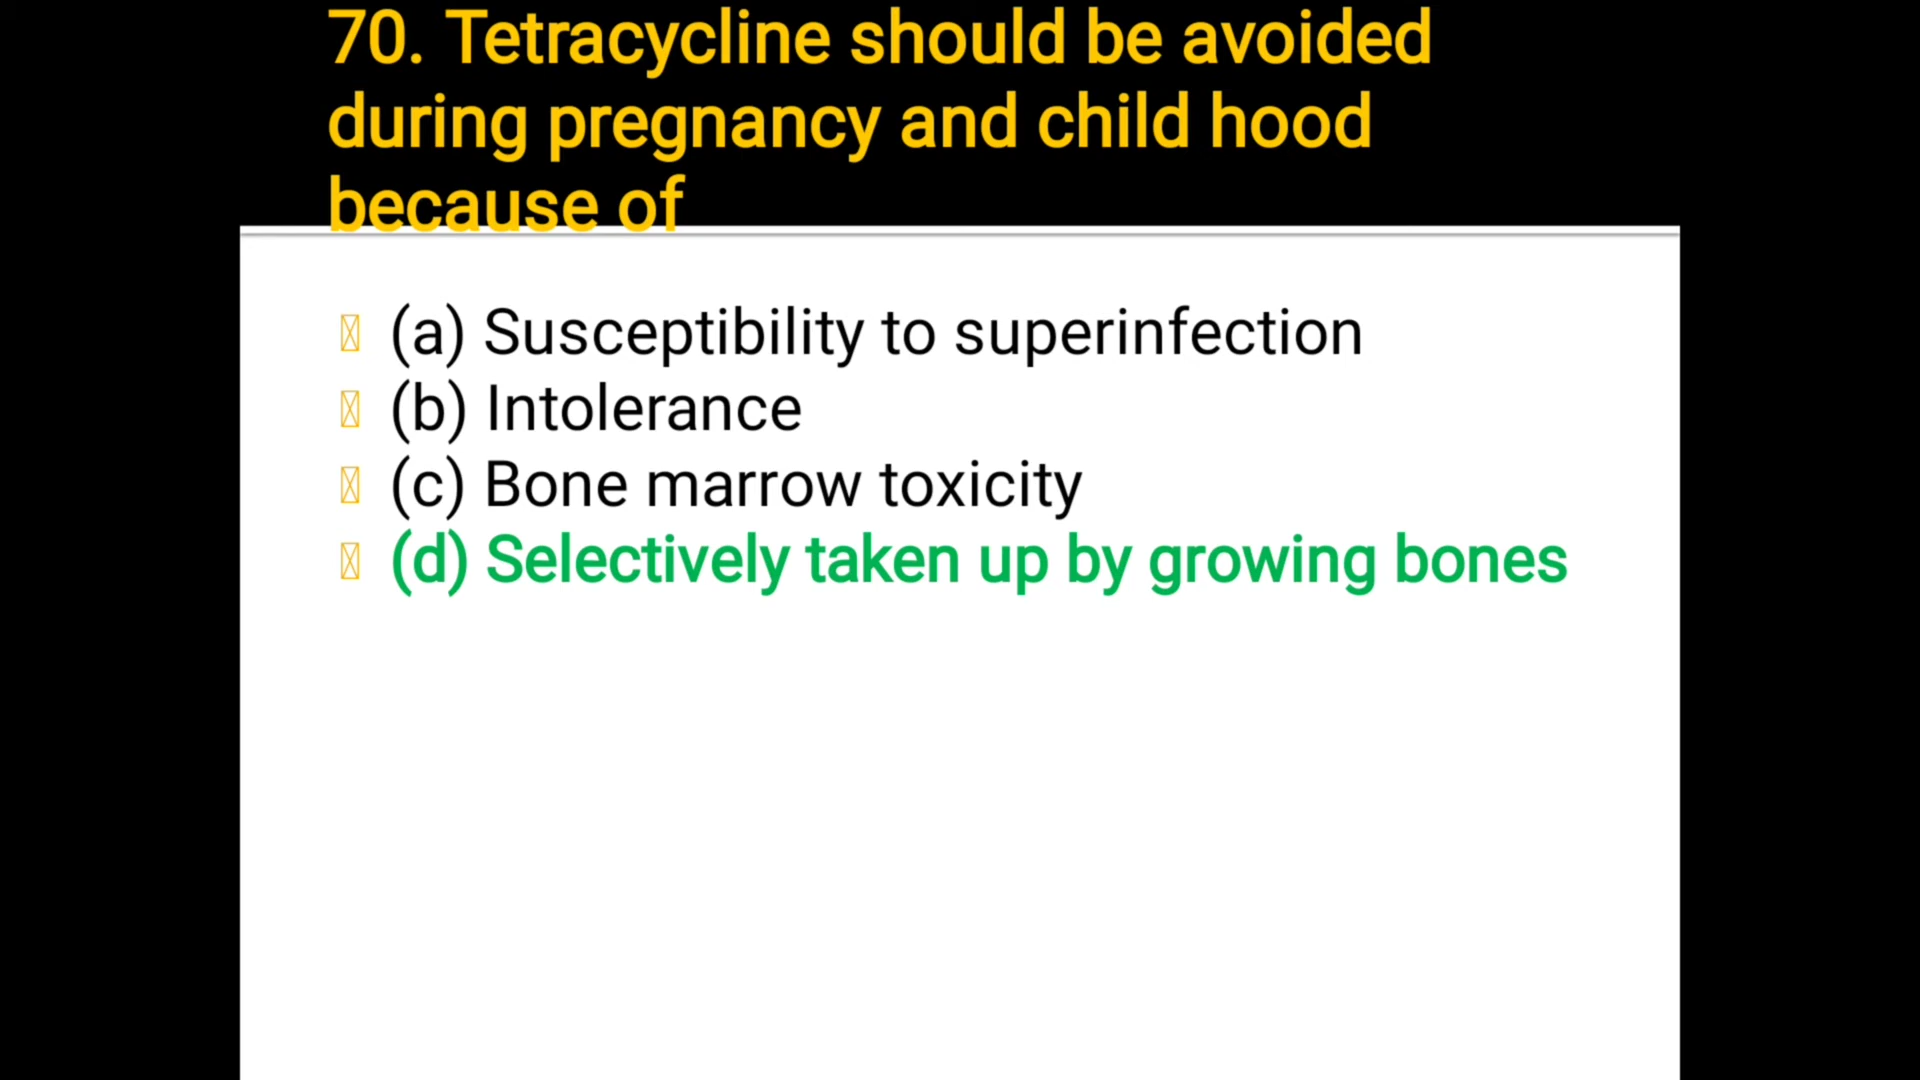 70. Tetracycline should be avoided
during pregnancy and child hood
because of
(a) Susceptibility to superinfection
(b) Intolerance
(c) Bone marrow toxicity
(d) Selectively taken up by growing bones